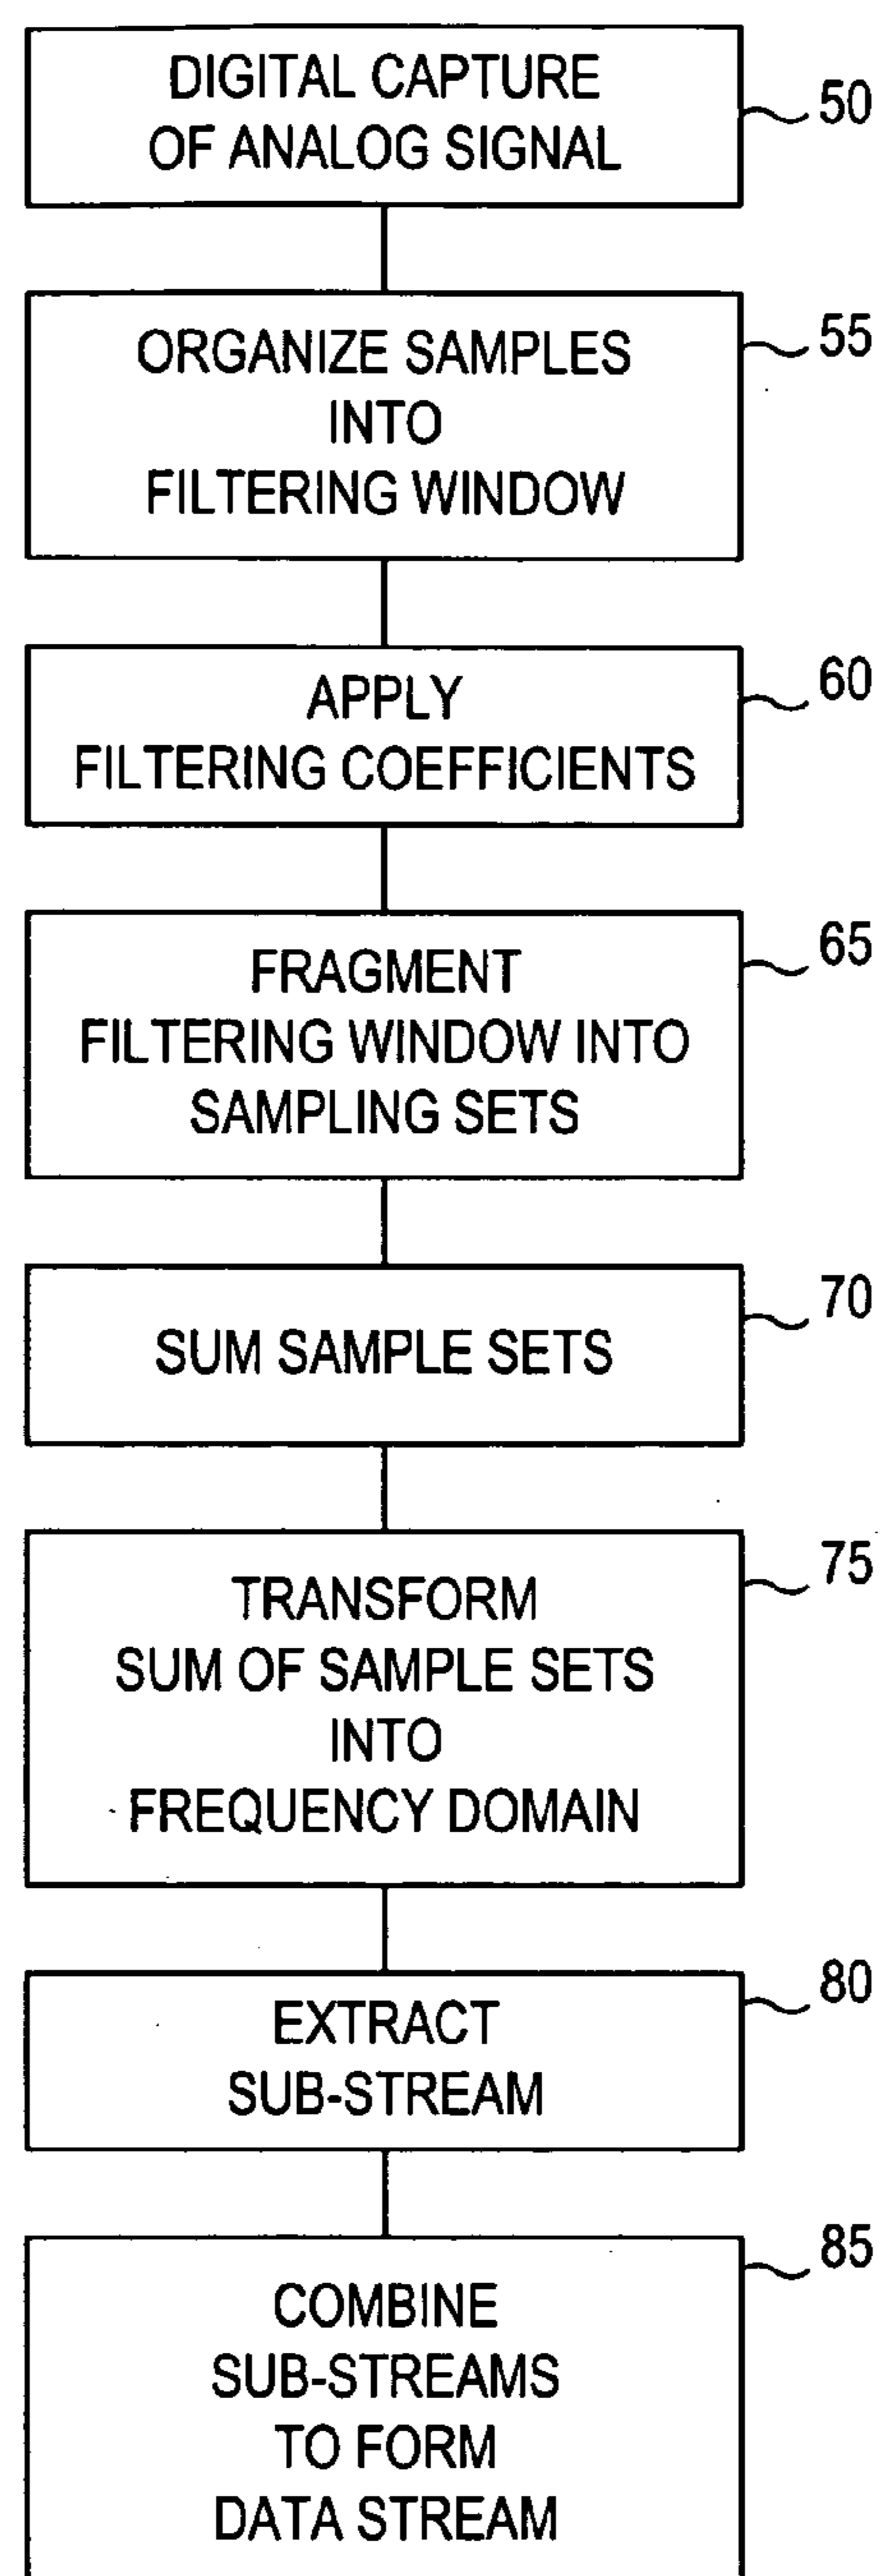 DIGITAL CAPTURE
OF ANALOG SIGNAL
50
ORGANIZE SAMPLES
INTO
FILTERING WINDOW
55
APPLY
FILTERING COEFFICIENTS
60
FRAGMENT
FILTERING WINDOW INTO
SAMPLING SETS
65
SUM SAMPLE SETS
70
TRANSFORM
SUM OF SAMPLE SETS
INTO
FREQUENCY DOMAIN
75
EXTRACT
SUB-STREAM
80
COMBINE
SUB-STREAMS
TO FORM
DATA STREAM
85